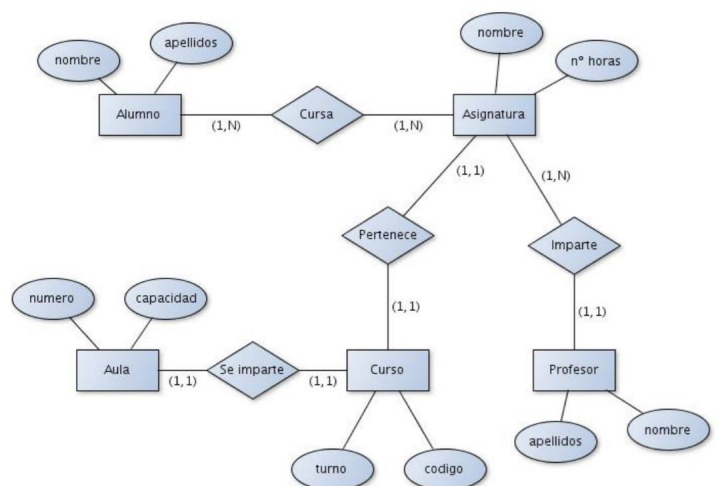 nombre
apellidos
nombre
nº horas
Alumno
(1,N)
Cursa
(1,N)
Asignatura
(1,1)
(1,N)
Pertenece
Imparte
numero
capacidad
(1,1)
(1,1)
Aula
(1,1)
Se imparte
(1,1)
Curso
Profesor
apellidos
nombre
turno
codigo